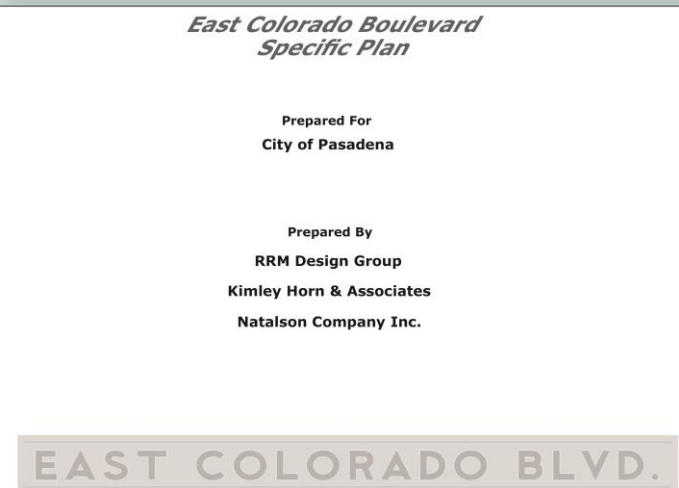 East Colorado Boulevard
Specific Plan
Prepared For
City of Pasadena
Prepared By
RRM Design Group
Kimley Horn & Associates
Natalson Company Inc.
EAST COLORADO BLVD.